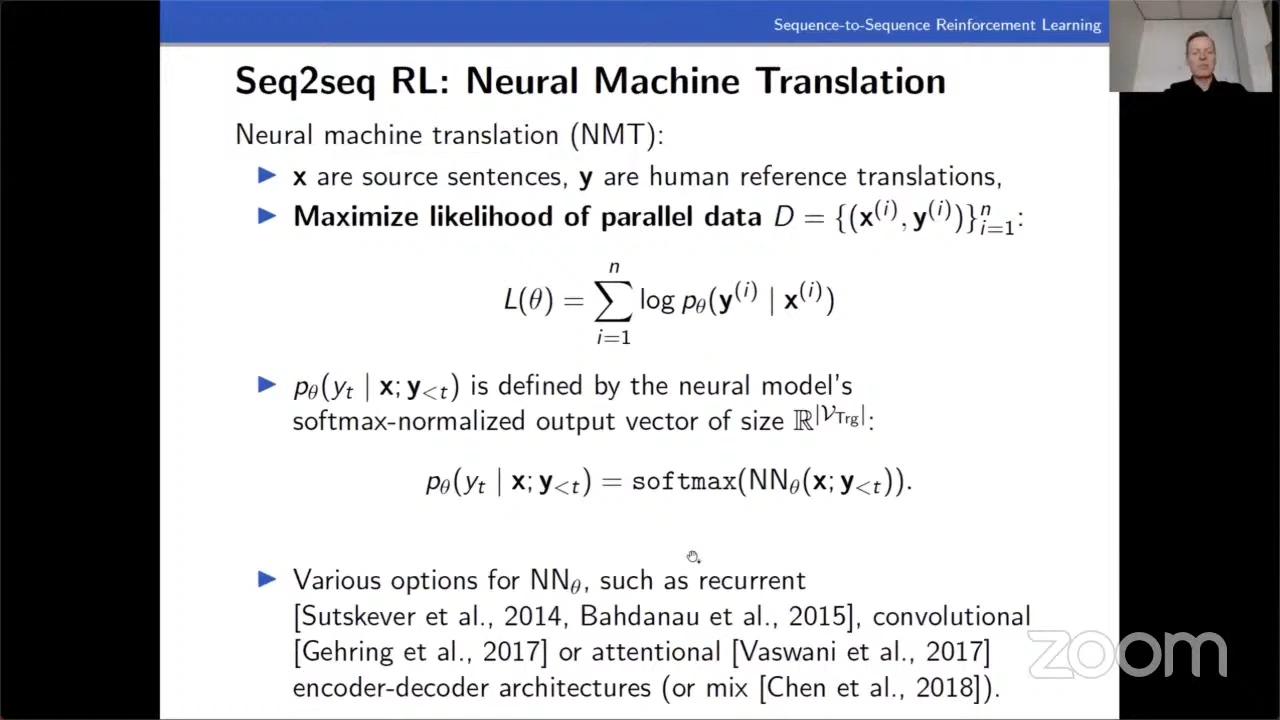 Sequence-to-Sequence Reinforcement Learning
Seq2seq RL: Neural Machine Translation
Neural machine translation (NMT):
x are source sentences, y are human reference translations,
Maximize likelihood of parallel data D = {(x^(i), y^(i))}_{i=1}^n:
L(θ) = ∑_{i=1}^n log p_θ(y^(i) | x^(i))
p_θ(y_t | x; y_{<t}) is defined by the neural model's
softmax-normalized output vector of size ℝ^{|𝒱_Trg|}:
p_θ(y_t | x; y_{<t}) = softmax(NN_θ(x; y_{<t})).
Various options for NN_θ, such as recurrent
[Sutskever et al., 2014, Bahdanau et al., 2015], convolutional
[Gehring et al., 2017] or attentional [Vaswani et al., 2017]
encoder-decoder architectures (or mix [Chen et al., 2018]).
zoom